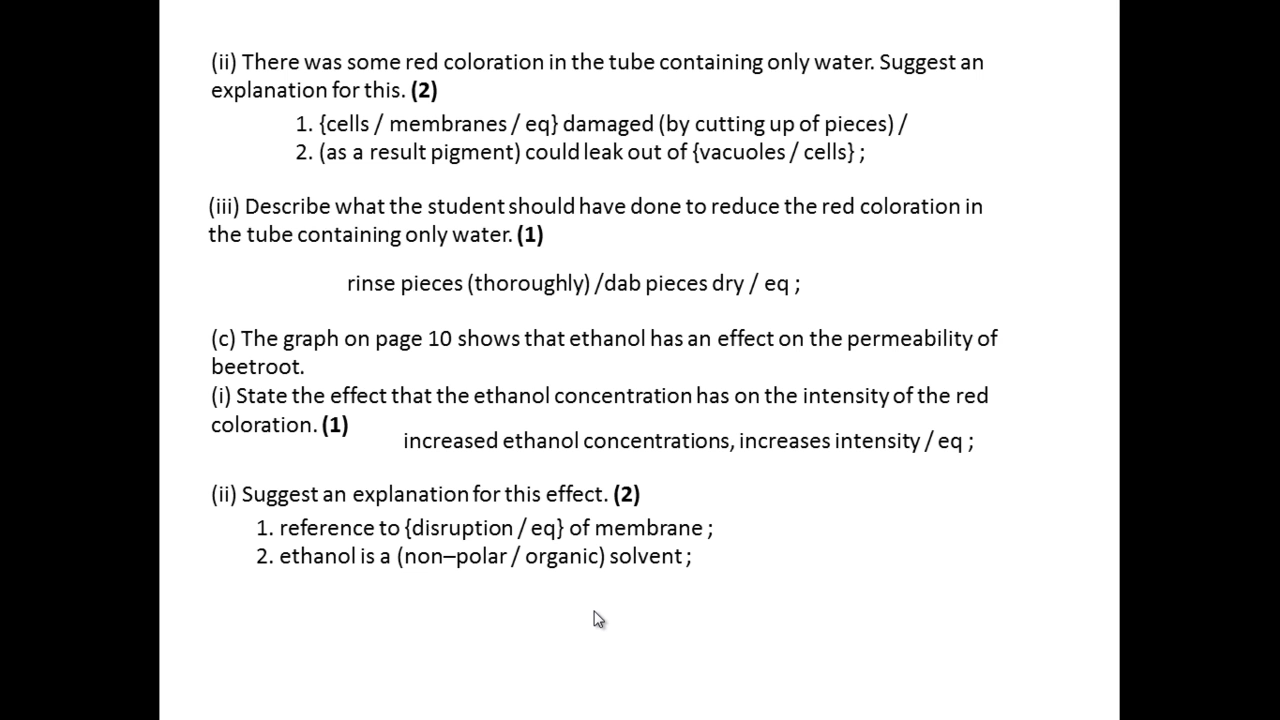 (ii) There was some red coloration in the tube containing only water. Suggest an
explanation for this. (2)
1. {cells / membranes / eq} damaged (by cutting up of pieces) /
2. (as a result pigment) could leak out of {vacuoles / cells} ;
(iii) Describe what the student should have done to reduce the red coloration in
the tube containing only water. (1)
rinse pieces (thoroughly) /dab pieces dry / eq ;
(c) The graph on page 10 shows that ethanol has an effect on the permeability of
beetroot.
(i) State the effect that the ethanol concentration has on the intensity of the red
coloration. (1)
increased ethanol concentrations, increases intensity / eq ;
(ii) Suggest an explanation for this effect. (2)
1. reference to {disruption / eq} of membrane ;
2. ethanol is a (non–polar / organic) solvent ;